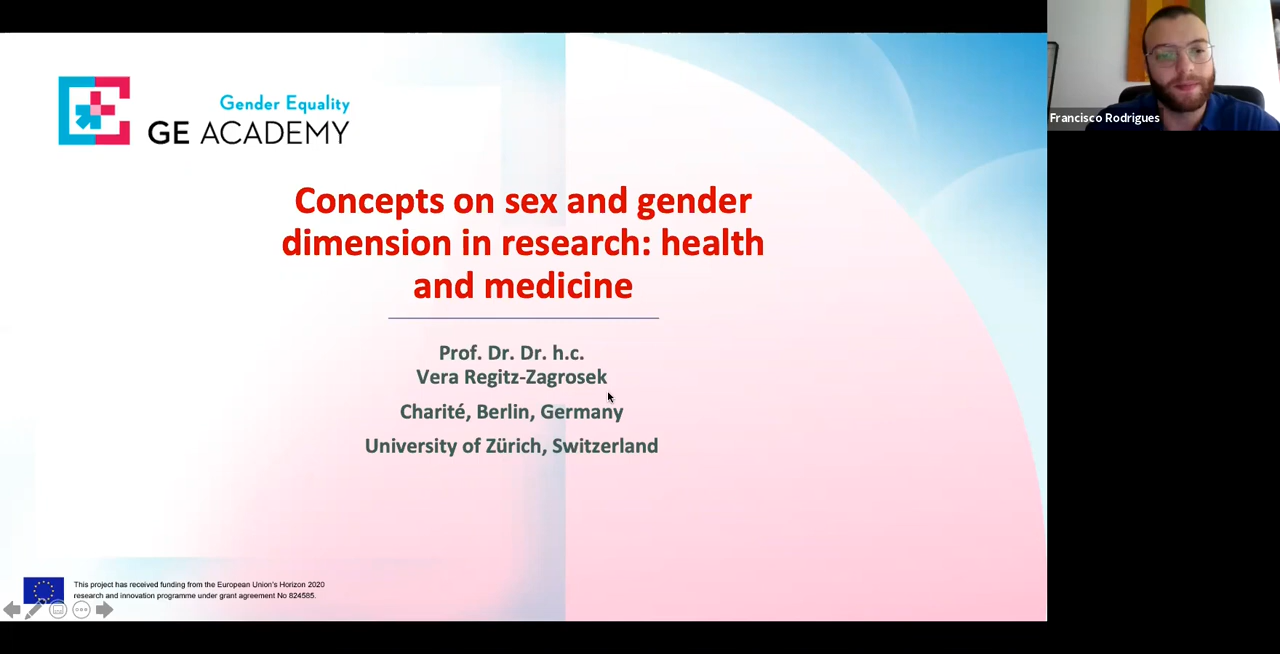 Gender Equality
GE ACADEMY
Concepts on sex and gender
dimension in research: health
and medicine
Prof. Dr. Dr. h.c.
Vera Regitz-Zagrosek
Charité, Berlin, Germany
University of Zürich, Switzerland
This project has received funding from the European Union's Horizon 2020
research and innovation programme under grant agreement No 824585.
Francisco Rodrigues